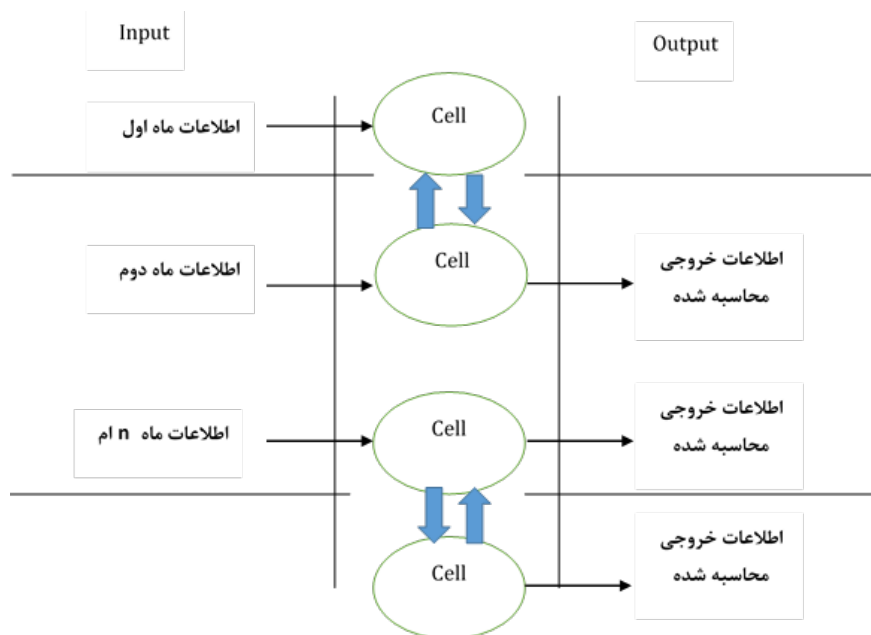 Input
Output
اطلاعات ماه اول
Cell
اطلاعات ماه دوم
Cell
اطلاعات خروجی
محاسبه شده
اطلاعات ماه n ام
Cell
اطلاعات خروجی
محاسبه شده
Cell
اطلاعات خروجی
محاسبه شده